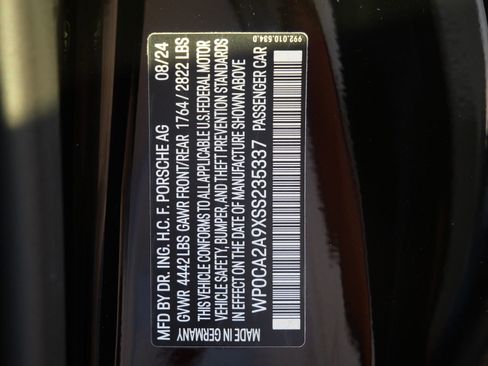 992.010.534.D
MFD BY DR. ING. H.C. F. PORSCHE AG 08/24
GVWR 4442 LBS GAWR FRONT/REAR 1764 / 2822 LBS
THIS VEHICLE CONFORMS TO ALL APPLICABLE U.S.FEDERAL MOTOR
VEHICLE SAFETY, BUMPER, AND THEFT PREVENTION STANDARDS
IN EFFECT ON THE DATE OF MANUFACTURE SHOWN ABOVE
WP0CA2A9XSS235337 PASSENGER CAR
MADE IN GERMANY